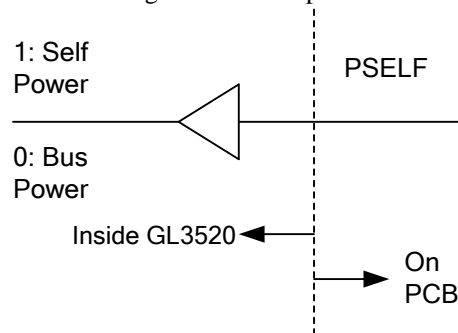 1: Self
Power
PSELF
0: Bus
Power
Inside GL3520
On
PCB